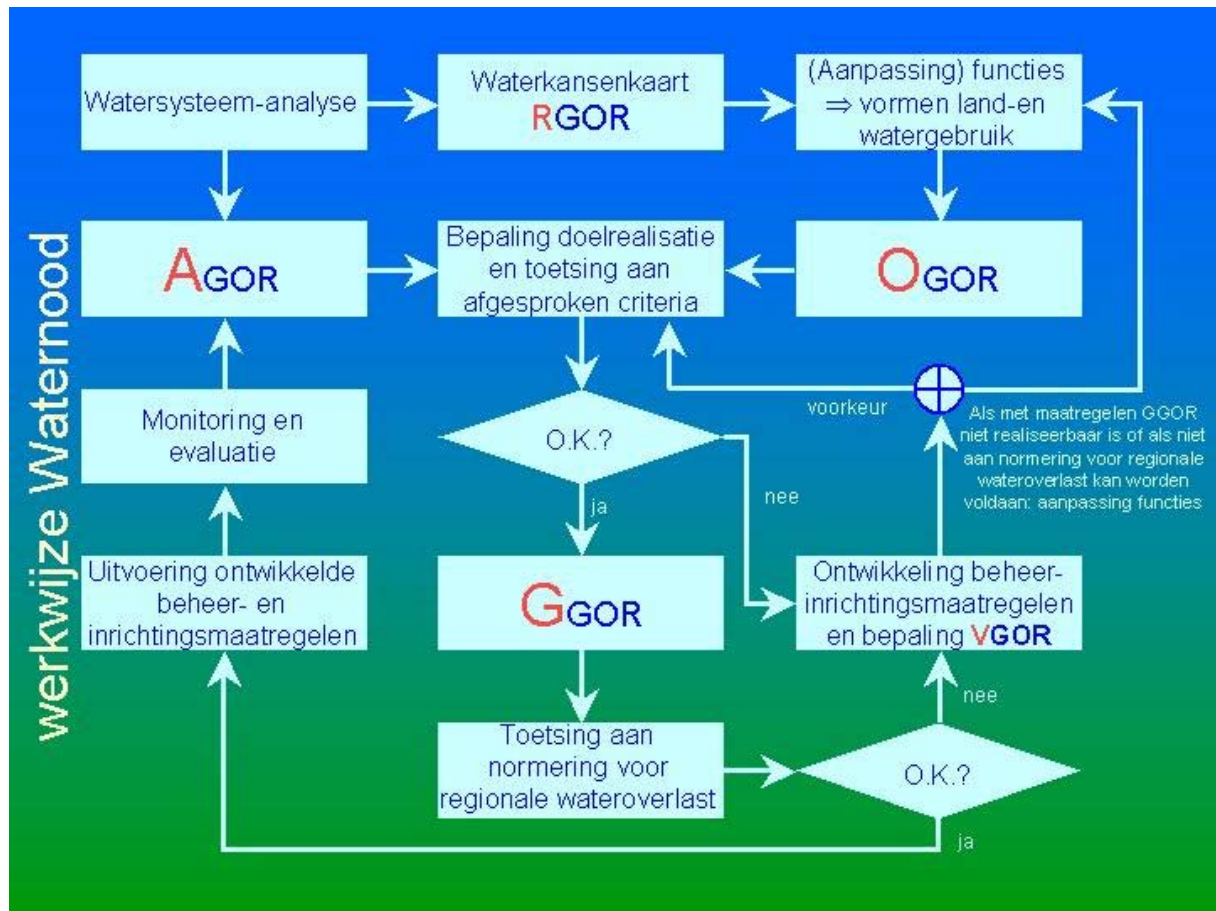 werkwijze Waternood
Watersysteem-analyse
Waterkansenkaart
RGOR
(Aanpassing) functies
⇒ vormen land-en
watergebruik
AGOR
Bepaling doelrealisatie
en toetsing aan
afgesproken criteria
OGOR
Monitoring en
evaluatie
O.K.?
voorkeur
Als met maatregelen GGOR
niet realiseerbaar is of als niet
aan normering voor regionale
wateroverlast kan worden
voldaan: aanpassing functies
ja
nee
Uitvoering ontwikkelde
beheer- en
inrichtingsmaatregelen
GGOR
Ontwikkeling beheer-
inrichtingsmaatregelen
en bepaling VGOR
nee
Toetsing aan
normering voor
regionale wateroverlast
O.K.?
ja